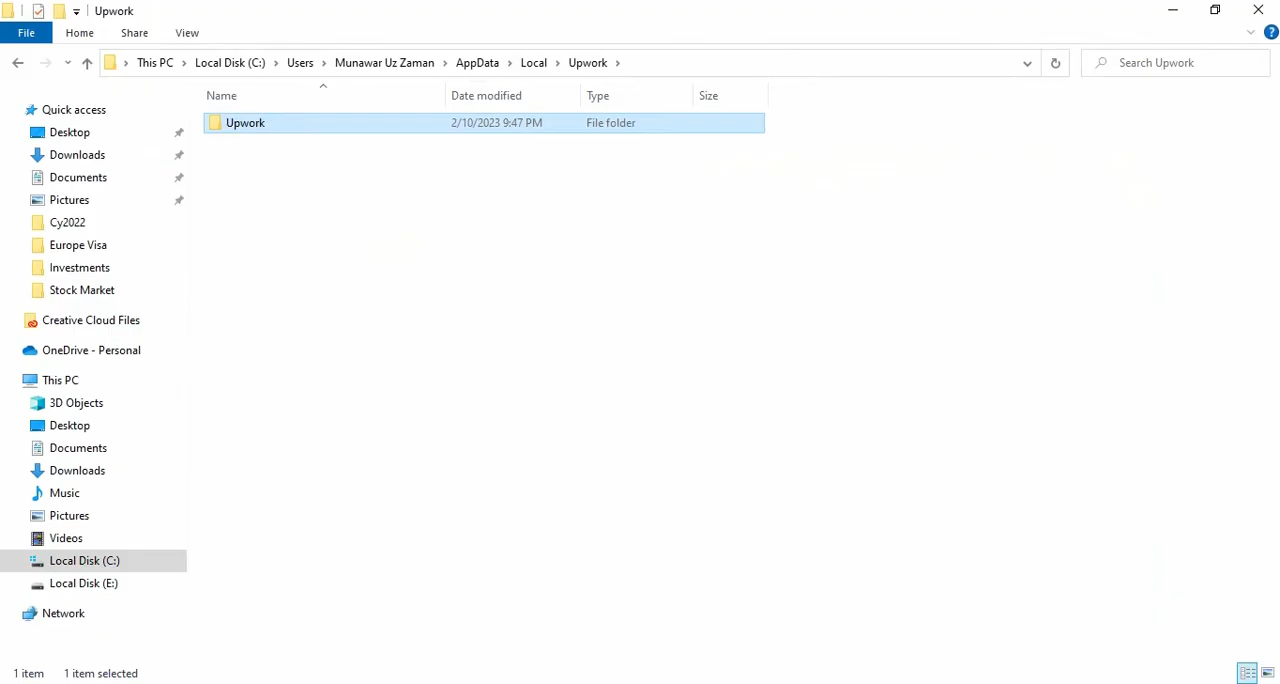 Upwork
File Home Share View
This PC Local Disk (C:) Users Munawar Uz Zaman AppData Local Upwork Search Upwork
Name Date modified Type Size
Upwork 2/10/2023 9:47 PM File folder
Quick access
Desktop
Downloads
Documents
Pictures
Cy2022
Europe Visa
Investments
Stock Market
Creative Cloud Files
OneDrive - Personal
This PC
3D Objects
Desktop
Documents
Downloads
Music
Pictures
Videos
Local Disk (C:)
Local Disk (E:)
Network
1 item 1 item selected